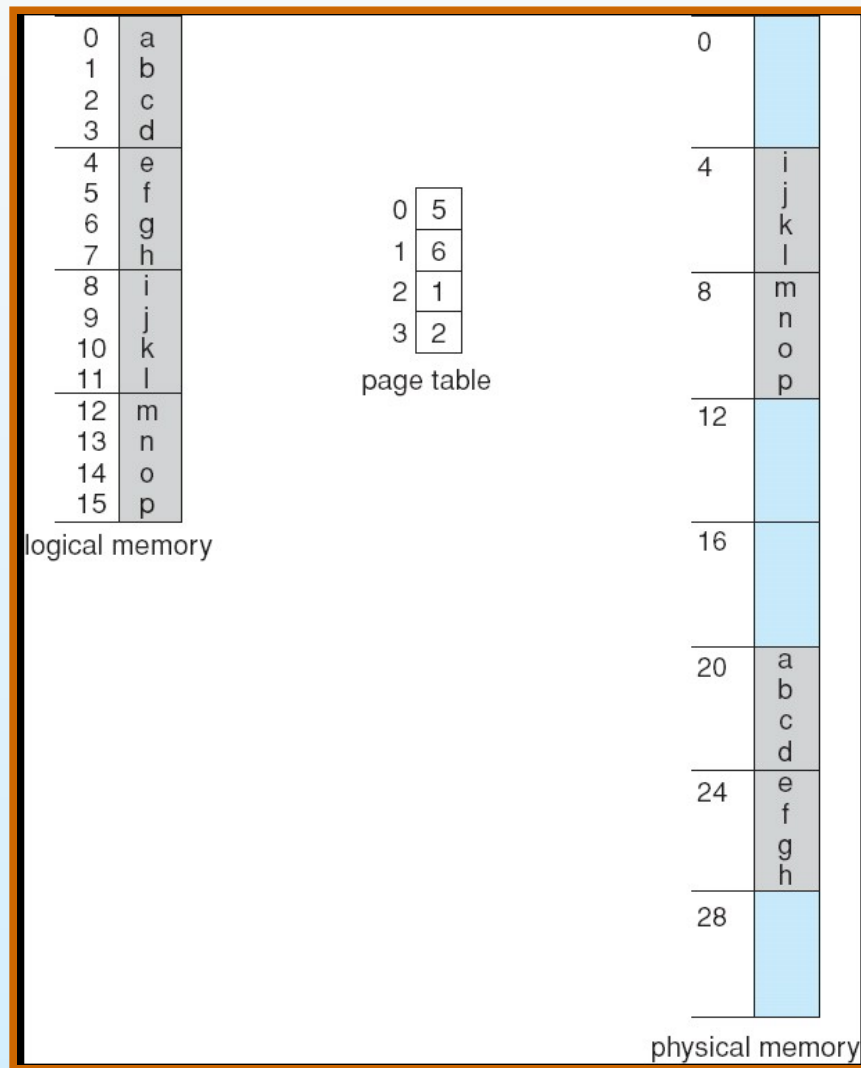 0 a
1 b
2 c
3 d
4 e
5 f
6 g
7 h
8 i
9 j
10 k
11 l
12 m
13 n
14 o
15 p
logical memory
0 5
1 6
2 1
3 2
page table
0
4 i
j
k
l
8 m
n
o
p
12
16
20 a
b
c
d
24 e
f
g
h
28
physical memory